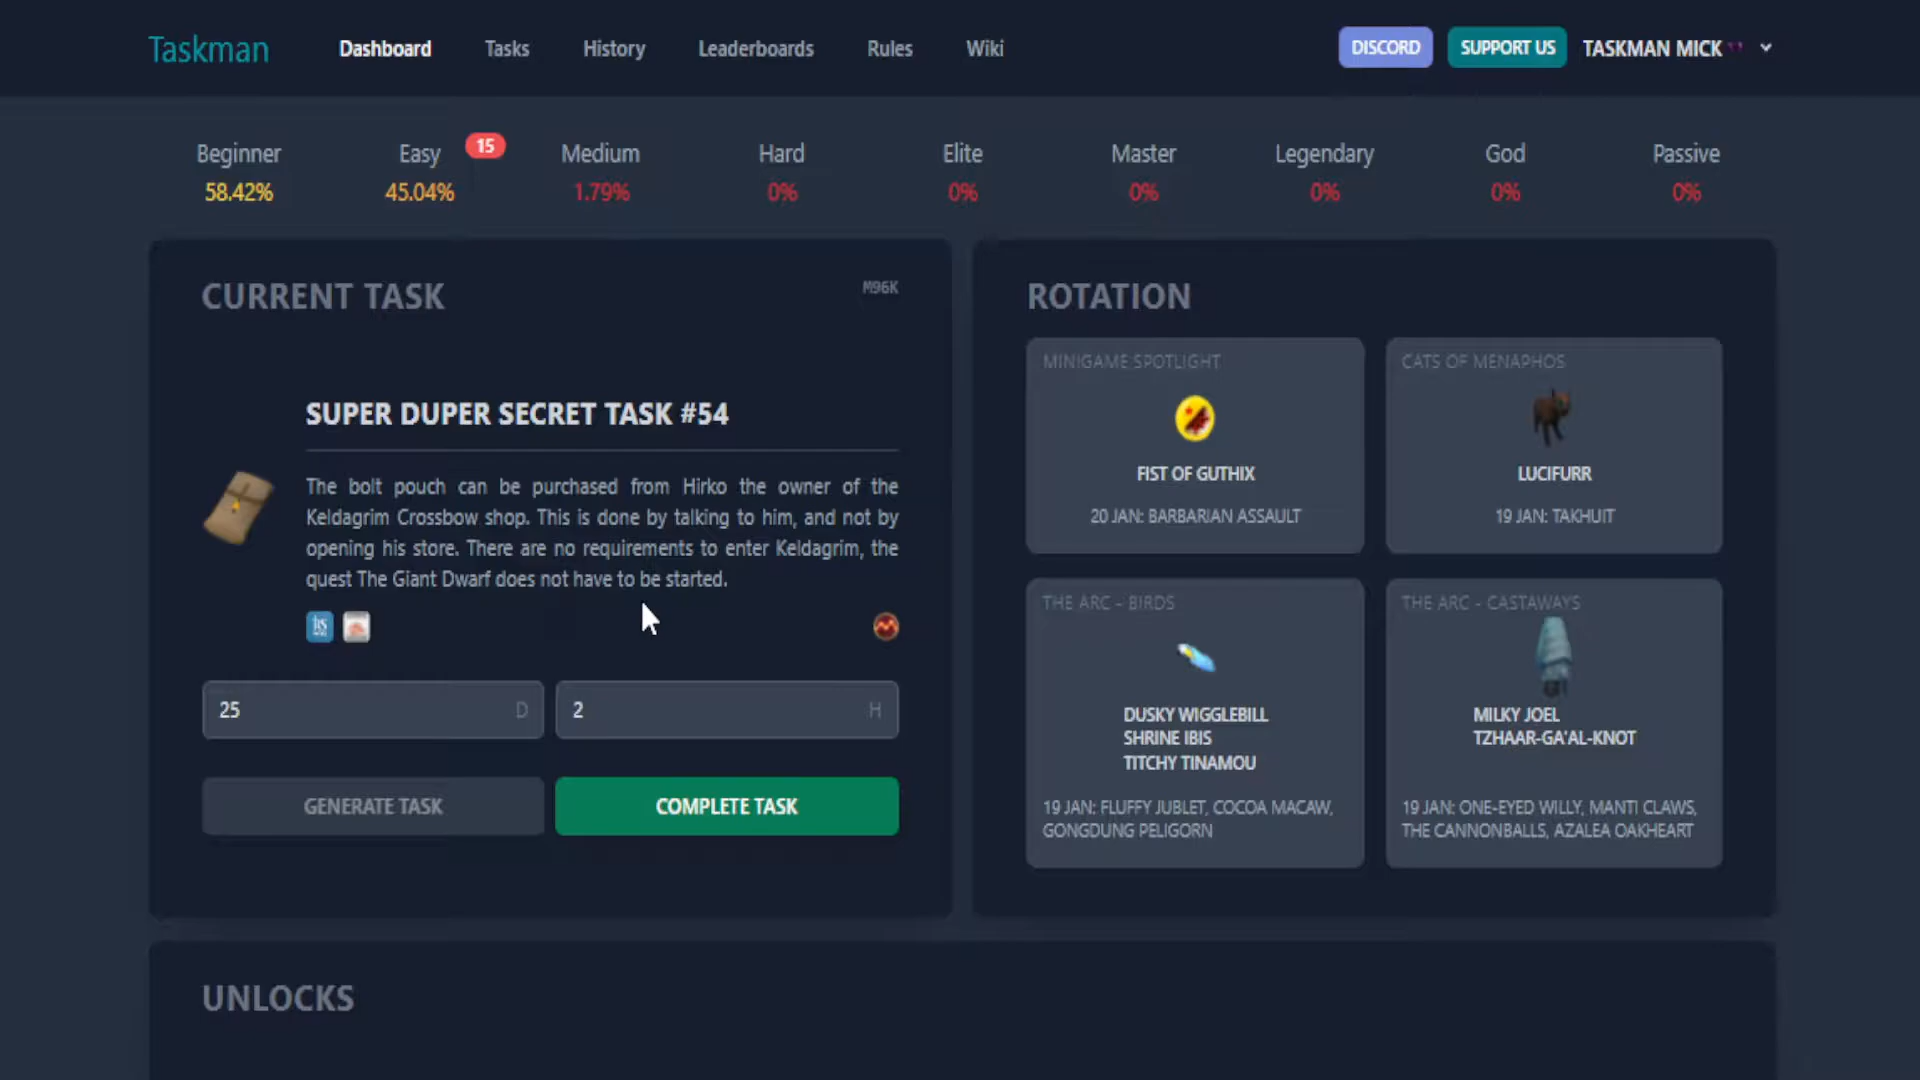 Taskman
Dashboard
Tasks
History
Leaderboards
Rules
Wiki
DISCORD
SUPPORT US
TASKMAN MICK
Beginner
58.42%
Easy
15
45.04%
Medium
1.79%
Hard
0%
Elite
0%
Master
0%
Legendary
0%
God
0%
Passive
0%
CURRENT TASK
M96K
SUPER DUPER SECRET TASK #54
The bolt pouch can be purchased from Hirko the owner of the
Keldagrim Crossbow shop. This is done by talking to him, and not by
opening his store. There are no requirements to enter Keldagrim, the
quest The Giant Dwarf does not have to be started.
25
D
2
H
GENERATE TASK
COMPLETE TASK
ROTATION
MINIGAME SPOTLIGHT
FIST OF GUTHIX
20 JAN: BARBARIAN ASSAULT
CATS OF MENAPHOS
LUCIFURR
19 JAN: TAKHUIT
THE ARC - BIRDS
DUSKY WIGGLEBILL
SHRINE IBIS
TITCHY TINAMOU
19 JAN: FLUFFY JUBLET, COCOA MACAW,
GONGDUNG PELIGORN
THE ARC - CASTAWAYS
MILKY JOEL
TZHAAR-GA'AL-KNOT
19 JAN: ONE-EYED WILLY, MANTI CLAWS,
THE CANNONBALLS, AZALEA OAKHEART
UNLOCKS